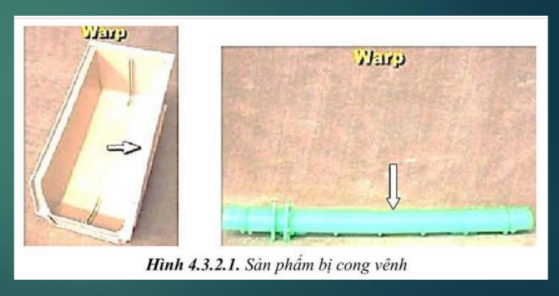 Warp
Warp
Hình 4.3.2.1. Sản phẩm bị cong vênh